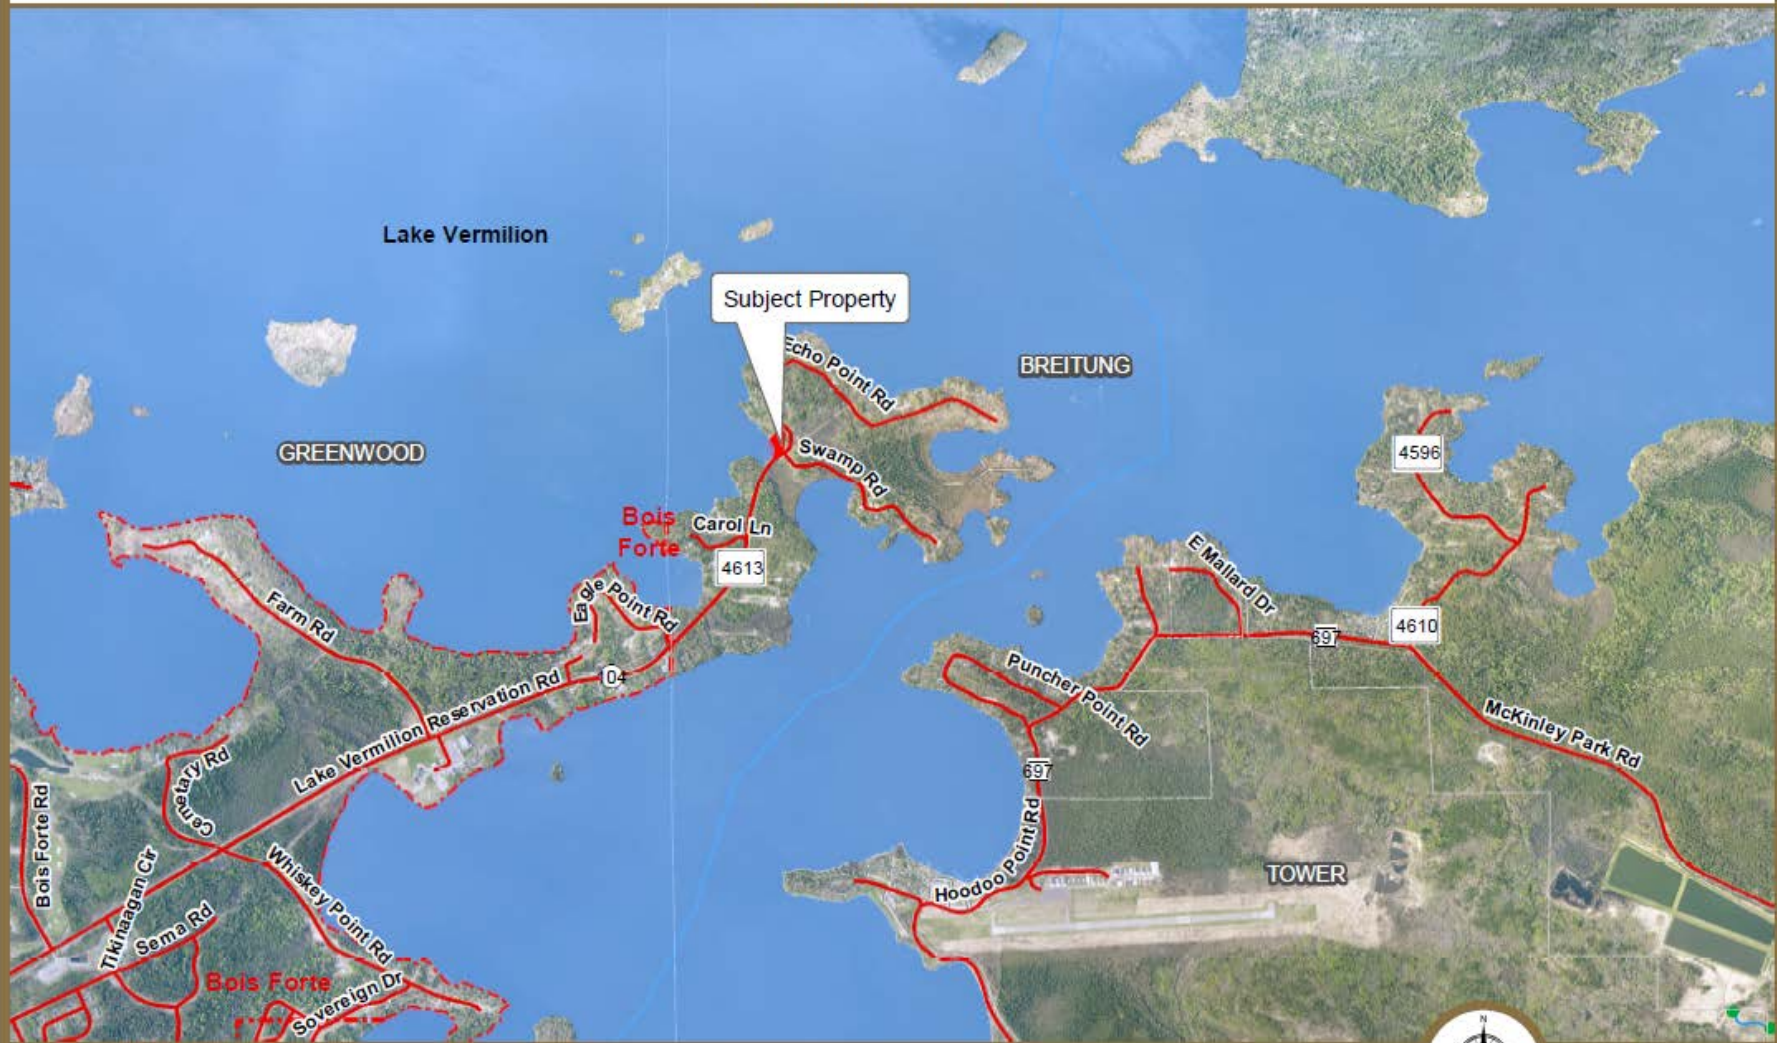 Lake Vermilion
Subject Property
Echo Point Rd
BREITUNG
GREENWOOD
Swamp Rd
4596
Bois
Forte
Carol Ln
4613
E Mallard Dr
Eagle Point Rd
Farm Rd
4610
697
104
Puncher Point Rd
Lake Vermilion Reservation Rd
McKinley Park Rd
Cemetary Rd
697
Bois Forte Rd
Hoodoo Point Rd
TOWER
Whiskey Point Rd
Tikinaagan Cir
Sema Rd
Bois Forte
Sovereign Dr
N